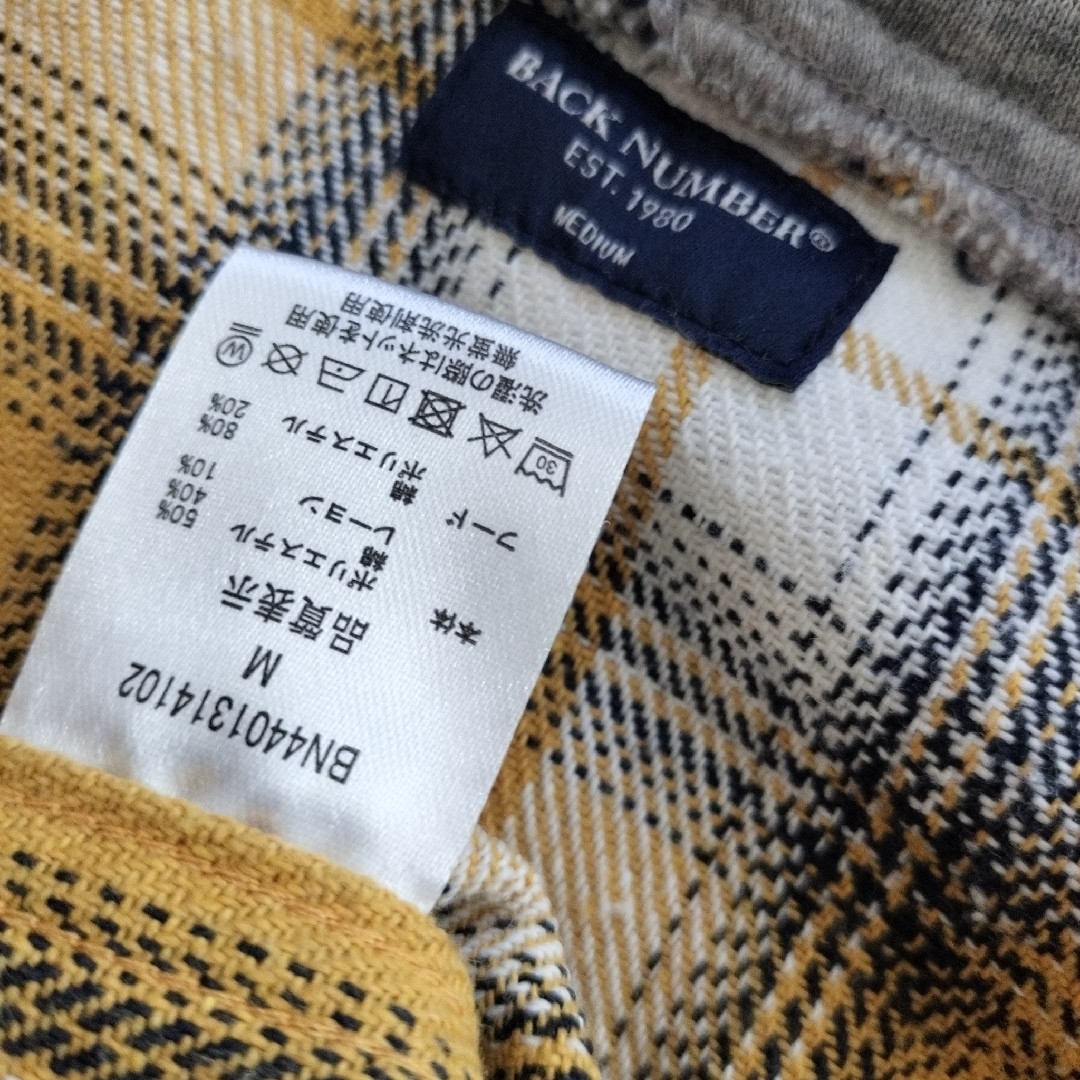 BACK NUMBER®
EST. 1980
MEDIUM
BN4401314102
M
品質表示
本体 ポリエステル 50%
綿 40%
レーヨン 10%
フード 綿 80%
ポリエステル 20%
30
W
洗濯の際はネットを使用
無蛍光洗剤使用